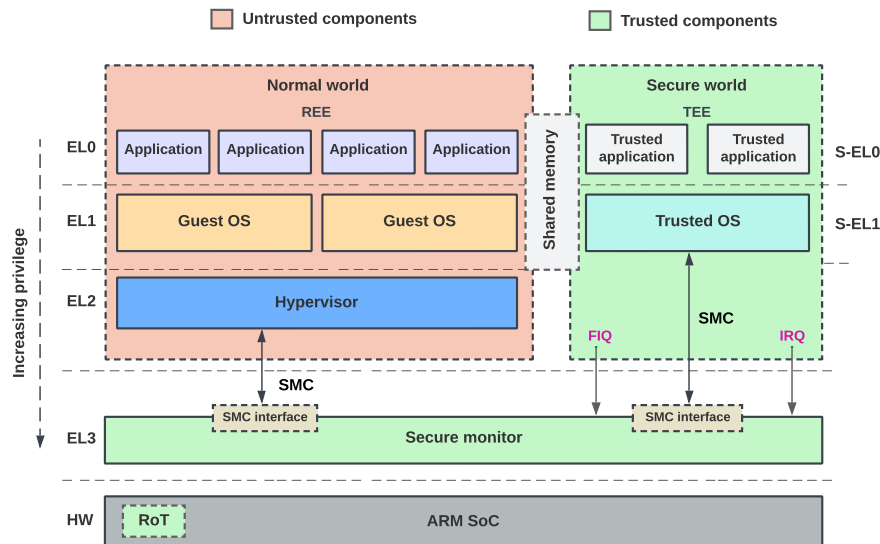 Untrusted components
Trusted components
Normal world
Secure world
REE
TEE
EL0
Application
Application
Application
Application
Trusted
application
Trusted
application
S-EL0
Shared memory
EL1
Guest OS
Guest OS
Trusted OS
S-EL1
Increasing privilege
EL2
Hypervisor
SMC
FIQ
IRQ
SMC
SMC interface
SMC interface
EL3
Secure monitor
HW
RoT
ARM SoC